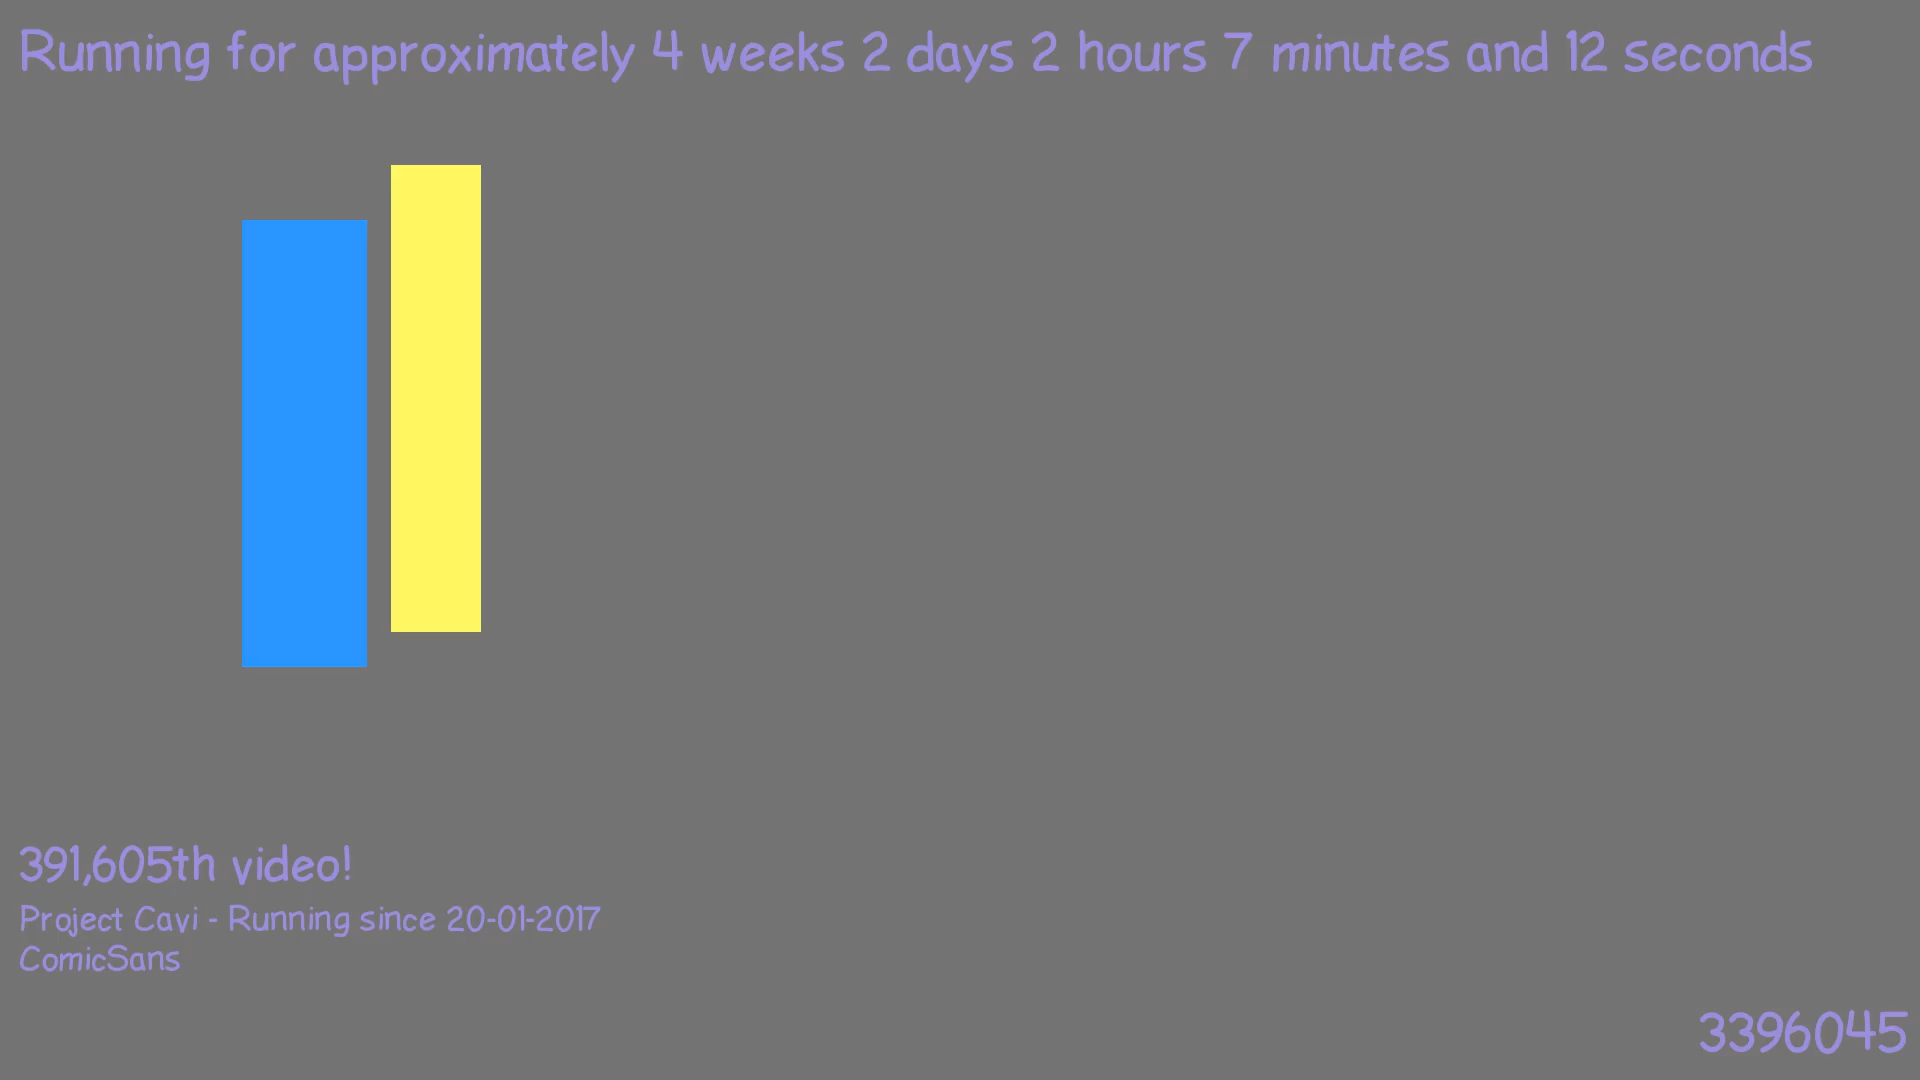 Running for approximately 4 weeks 2 days 2 hours 7 minutes and 12 seconds
391,605th video!
Project Cavi - Running since 20-01-2017
ComicSans
3396045